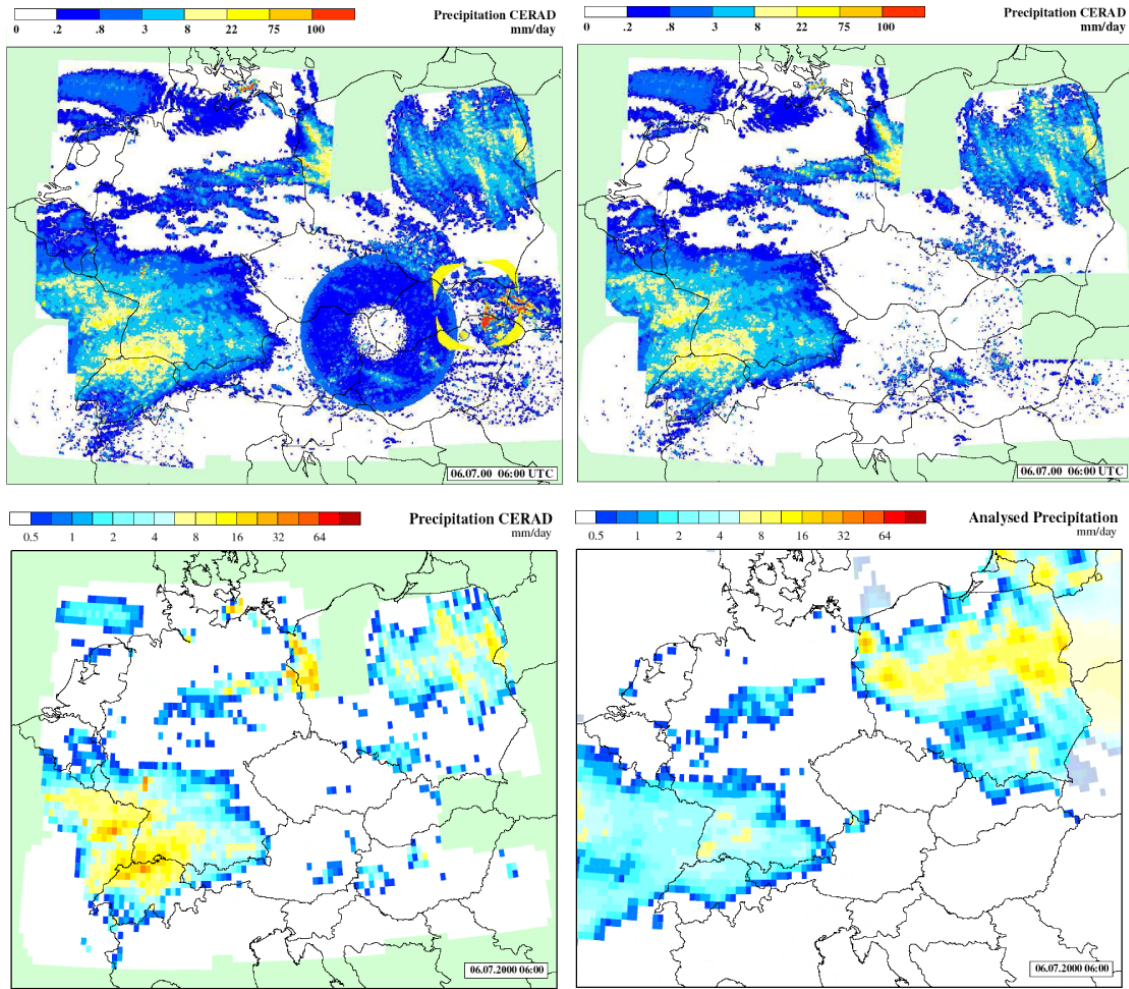 Precipitation CERAD
0 .2 .8 3 8 22 75 100 mm/day
06.07.00 06:00 UTC
Precipitation CERAD
0 .2 .8 3 8 22 75 100 mm/day
06.07.00 06:00 UTC
Precipitation CERAD
mm/day
0.5 1 2 4 8 16 32 64
06.07.2000 06:00
Analysed Precipitation
mm/day
0.5 1 2 4 8 16 32 64
06.07.2000 06:00